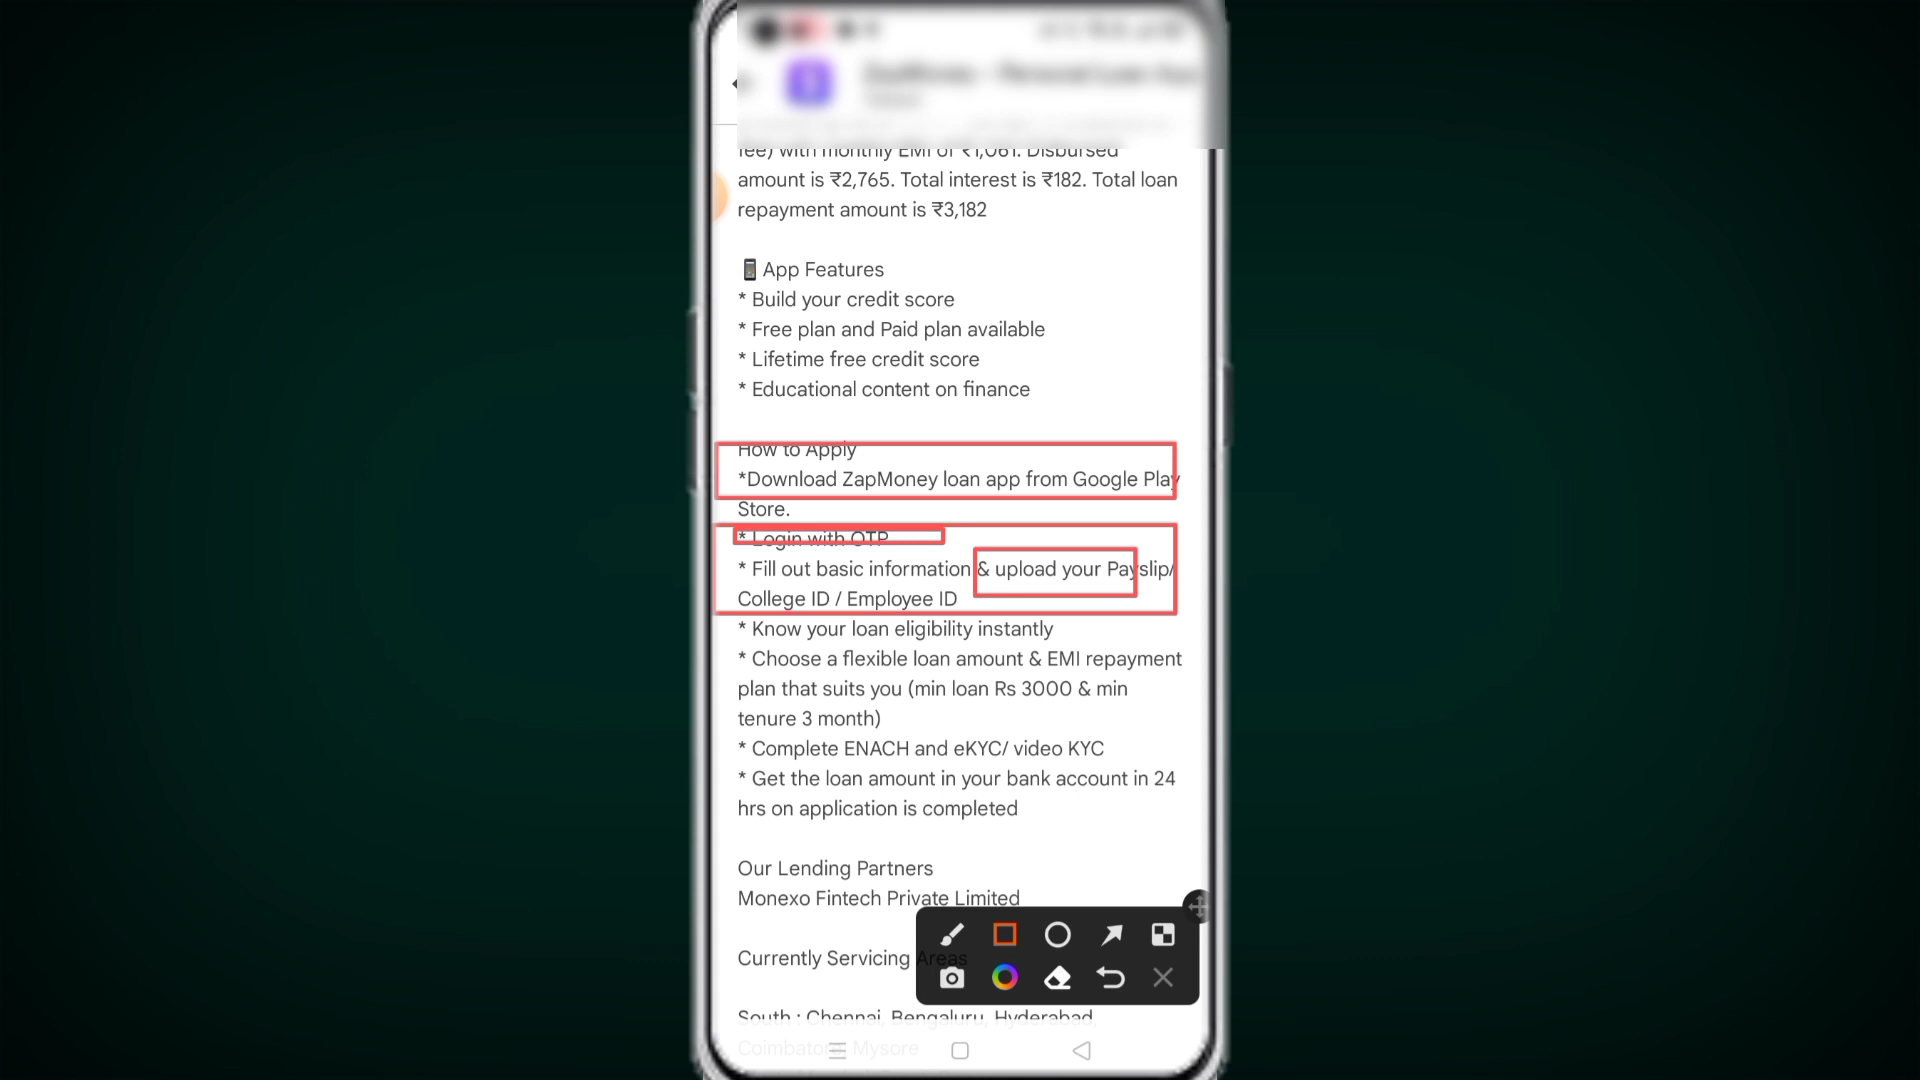 ZapMoney - Personal Loan App
fee) with monthly EMI of ₹1,061. Disbursed
amount is ₹2,765. Total interest is ₹182. Total loan
repayment amount is ₹3,182
App Features
* Build your credit score
* Free plan and Paid plan available
* Lifetime free credit score
* Educational content on finance
How to Apply
*Download ZapMoney loan app from Google Play
Store.
* Login with OTP
* Fill out basic information & upload your Payslip/
College ID / Employee ID
* Know your loan eligibility instantly
* Choose a flexible loan amount & EMI repayment
plan that suits you (min loan Rs 3000 & min
tenure 3 month)
* Complete ENACH and eKYC/ video KYC
* Get the loan amount in your bank account in 24
hrs on application is completed
Our Lending Partners
Monexo Fintech Private Limited
Currently Servicing Areas
South : Chennai, Bengaluru, Hyderabad,
Coimbatore, Mysore